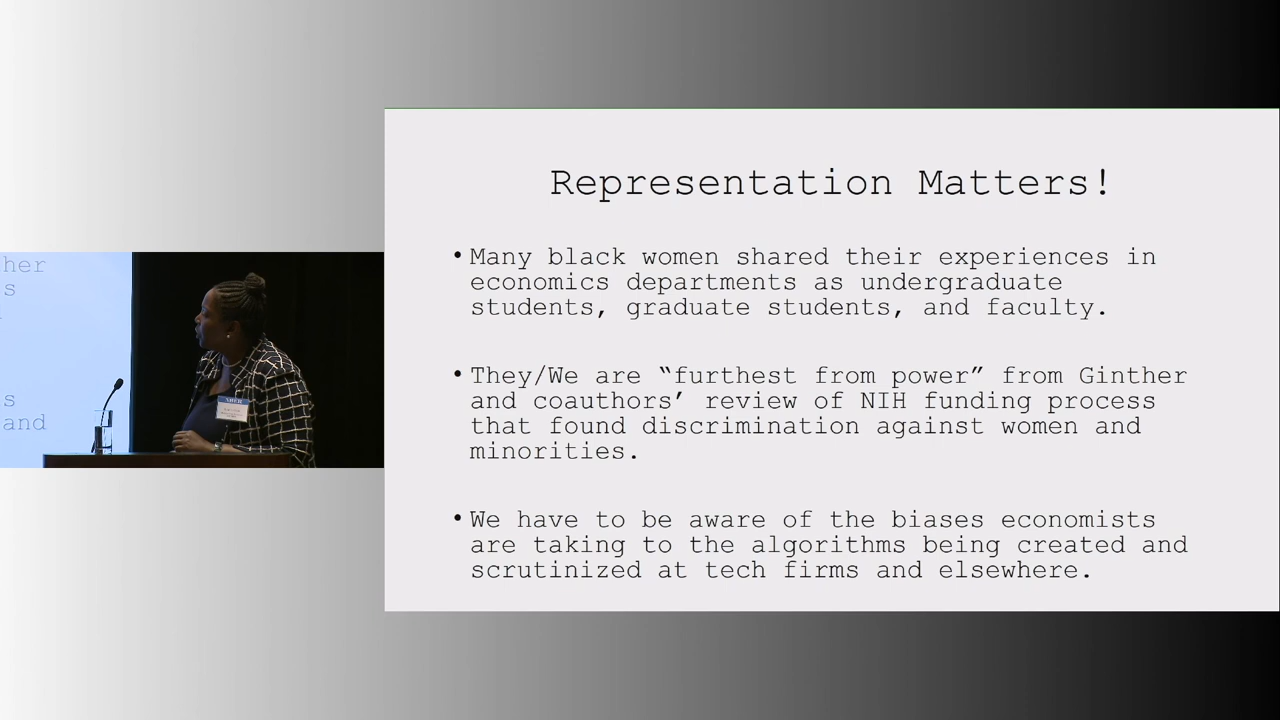 Representation Matters!
• Many black women shared their experiences in
economics departments as undergraduate
students, graduate students, and faculty.
• They/We are “furthest from power” from Ginther
and coauthors’ review of NIH funding process
that found discrimination against women and
minorities.
• We have to be aware of the biases economists
are taking to the algorithms being created and
scrutinized at tech firms and elsewhere.
her
s
s
and